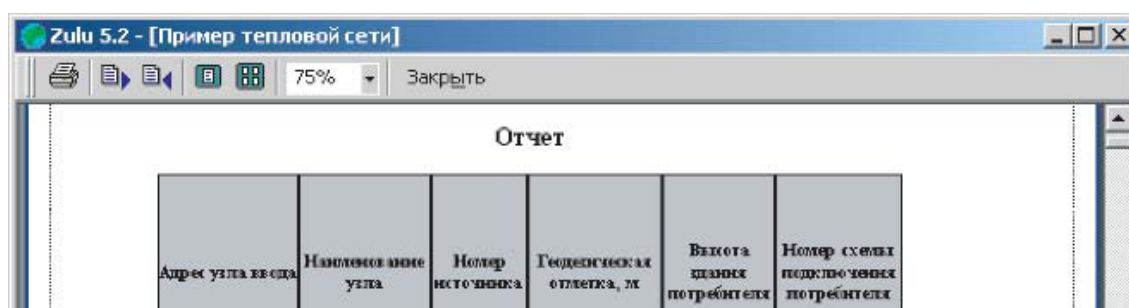 Zulu 5.2 - [Пример тепловой сети]
75% Закрыть
Отчет
Адрес узла ввода
Наименование
узла
Номер
источника
Геодезическая
отметка, м
Высота
здания
потребителя
Номер схемы
подключения
потребителя